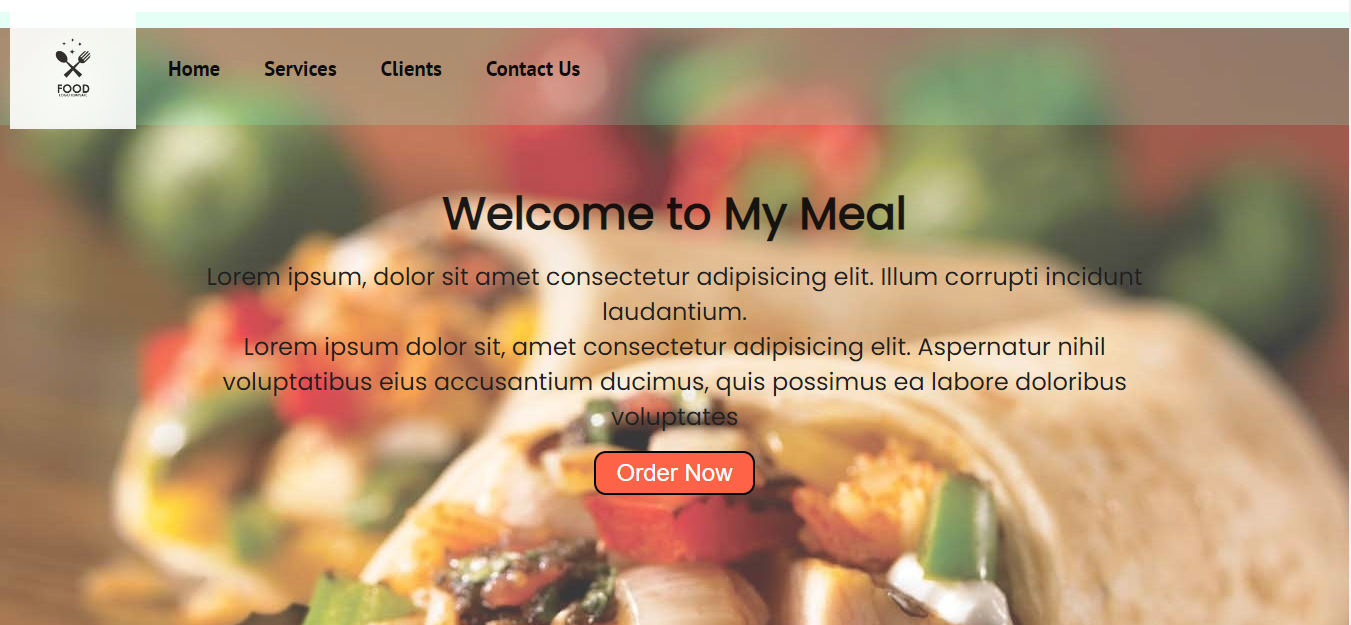 FOOD
LOGO TEMPLATE
Home Services Clients Contact Us
Welcome to My Meal
Lorem ipsum, dolor sit amet consectetur adipisicing elit. Illum corrupti incidunt
laudantium.
Lorem ipsum dolor sit, amet consectetur adipisicing elit. Aspernatur nihil
voluptatibus eius accusantium ducimus, quis possimus ea labore doloribus
voluptates
Order Now